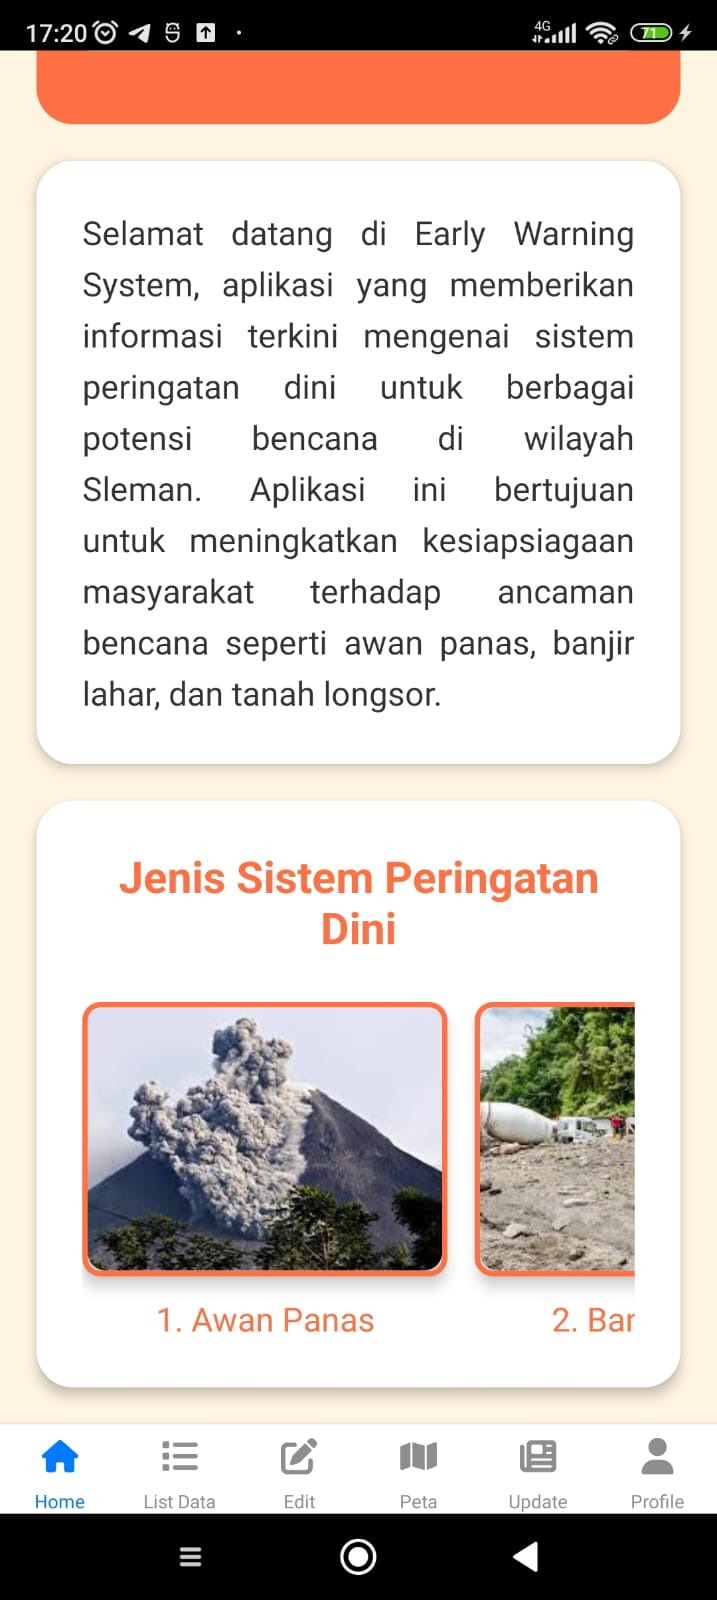 17:20
4G
71
Selamat datang di Early Warning
System, aplikasi yang memberikan
informasi terkini mengenai sistem
peringatan dini untuk berbagai
potensi bencana di wilayah
Sleman. Aplikasi ini bertujuan
untuk meningkatkan kesiapsiagaan
masyarakat terhadap ancaman
bencana seperti awan panas, banjir
lahar, dan tanah longsor.
Jenis Sistem Peringatan
Dini
1. Awan Panas
2. Ban
Home
List Data
Edit
Peta
Update
Profile